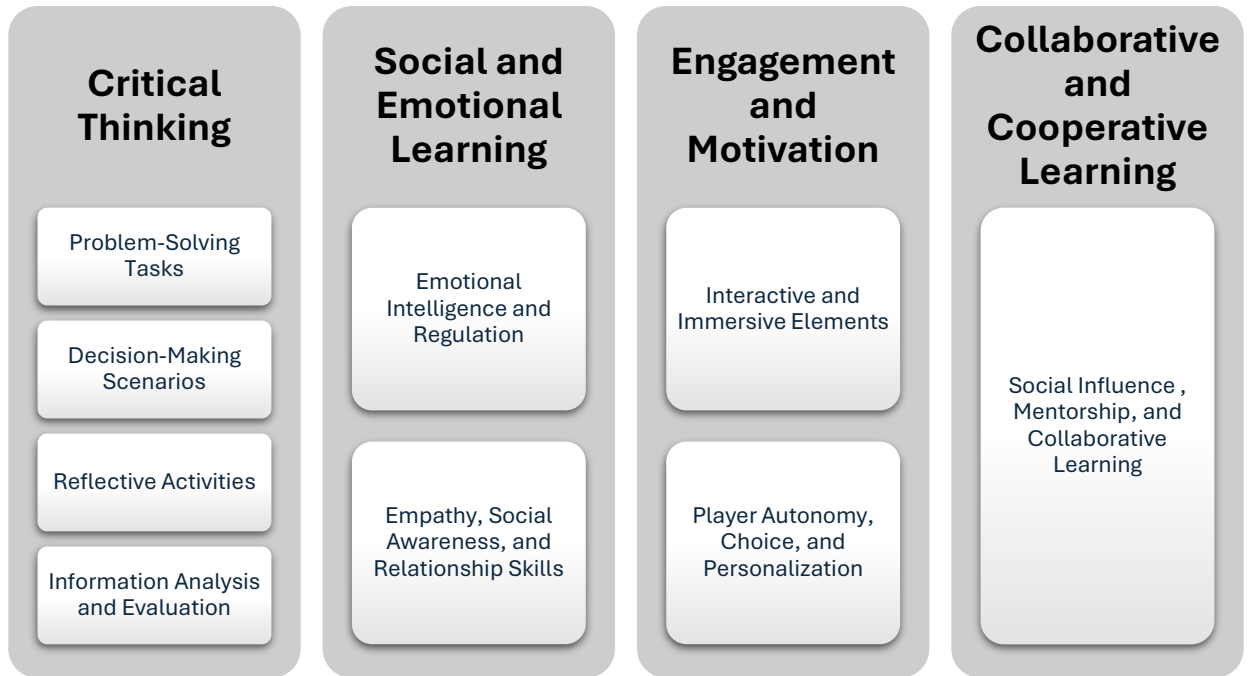 Critical
Thinking
Problem-Solving
Tasks
Decision-Making
Scenarios
Reflective Activities
Information Analysis
and Evaluation
Social and
Emotional
Learning
Emotional
Intelligence and
Regulation
Empathy, Social
Awareness, and
Relationship Skills
Engagement
and
Motivation
Interactive and
Immersive Elements
Player Autonomy,
Choice, and
Personalization
Collaborative
and
Cooperative
Learning
Social Influence ,
Mentorship, and
Collaborative
Learning